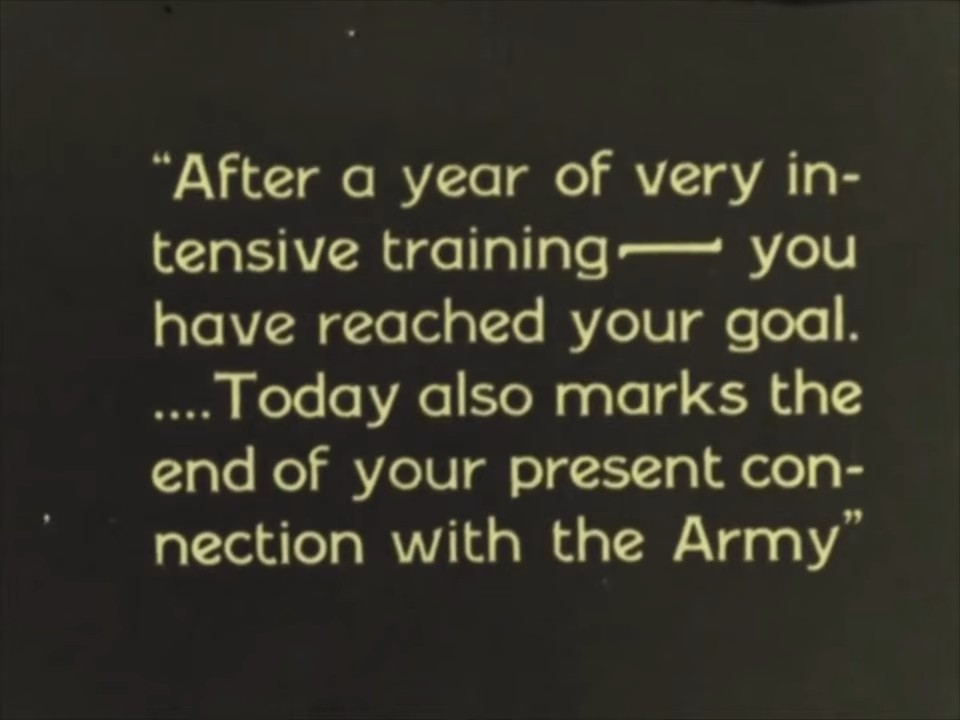 “After a year of very in-
tensive training— you
have reached your goal.
....Today also marks the
end of your present con-
nection with the Army”